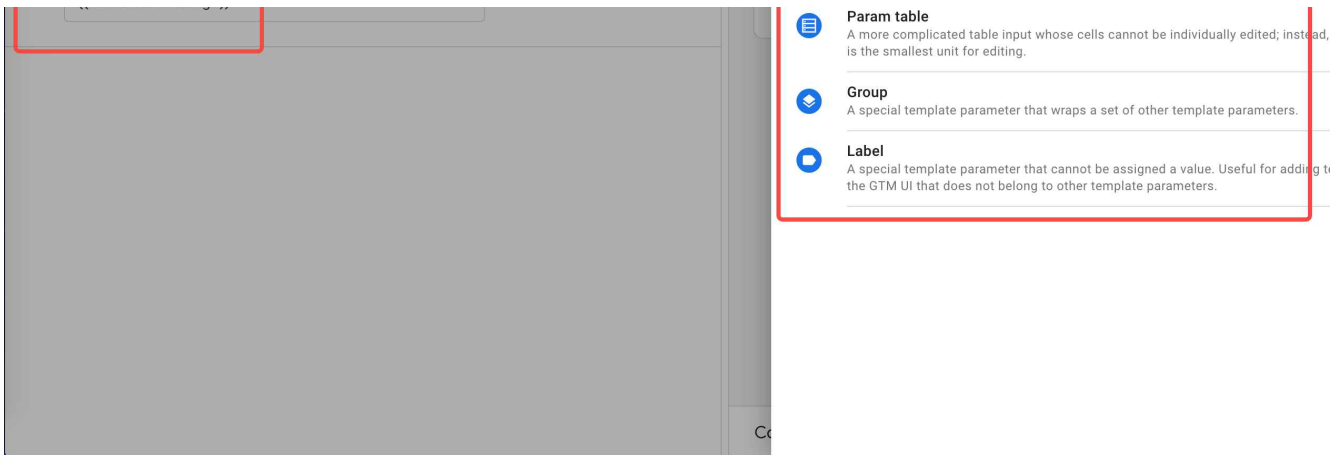 Param table
A more complicated table input whose cells cannot be individually edited; instead,
is the smallest unit for editing.
Group
A special template parameter that wraps a set of other template parameters.
Label
A special template parameter that cannot be assigned a value. Useful for adding
the GTM UI that does not belong to other template parameters.